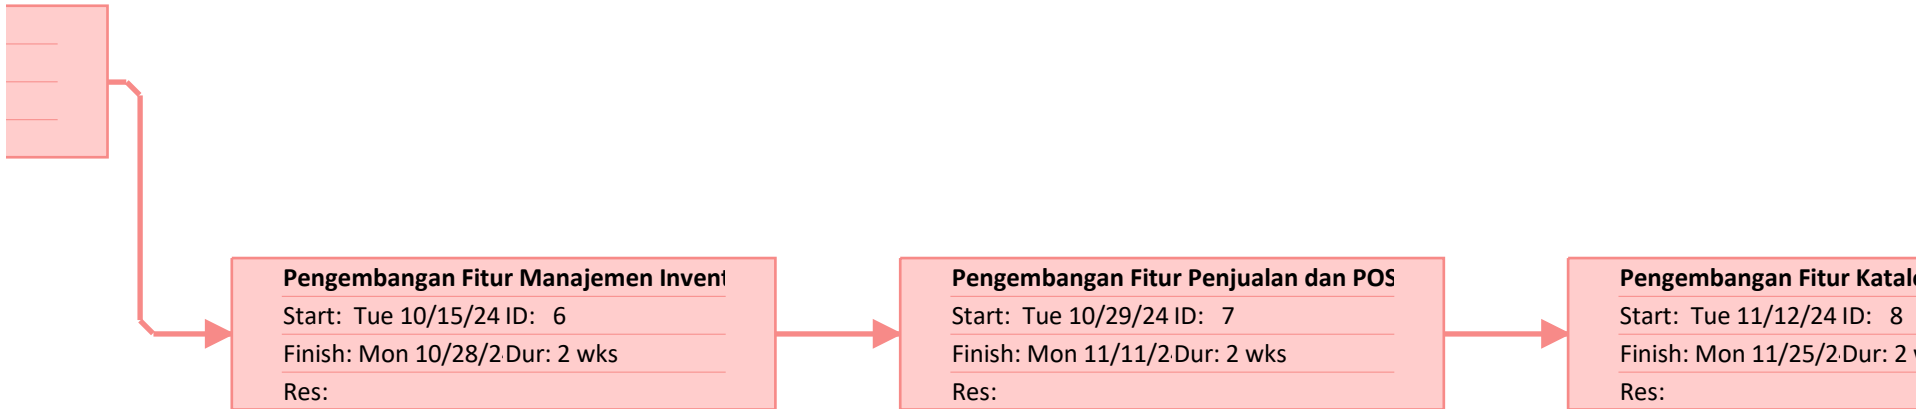 Pengembangan Fitur Manajemen
Start: Tue 10/15/24 ID: 6
Finish: Mon 10/28/2 Dur: 2 wks
Res:
Pengembangan Fitur Penjualan dan POS
Start: Tue 10/29/24 ID: 7
Finish: Mon 11/11/2 Dur: 2 wks
Res:
Pengembangan Fitur
Start: Tue 11/12/24 ID: 8
Finish: Mon 11/25/2 Dur: 2
Res: